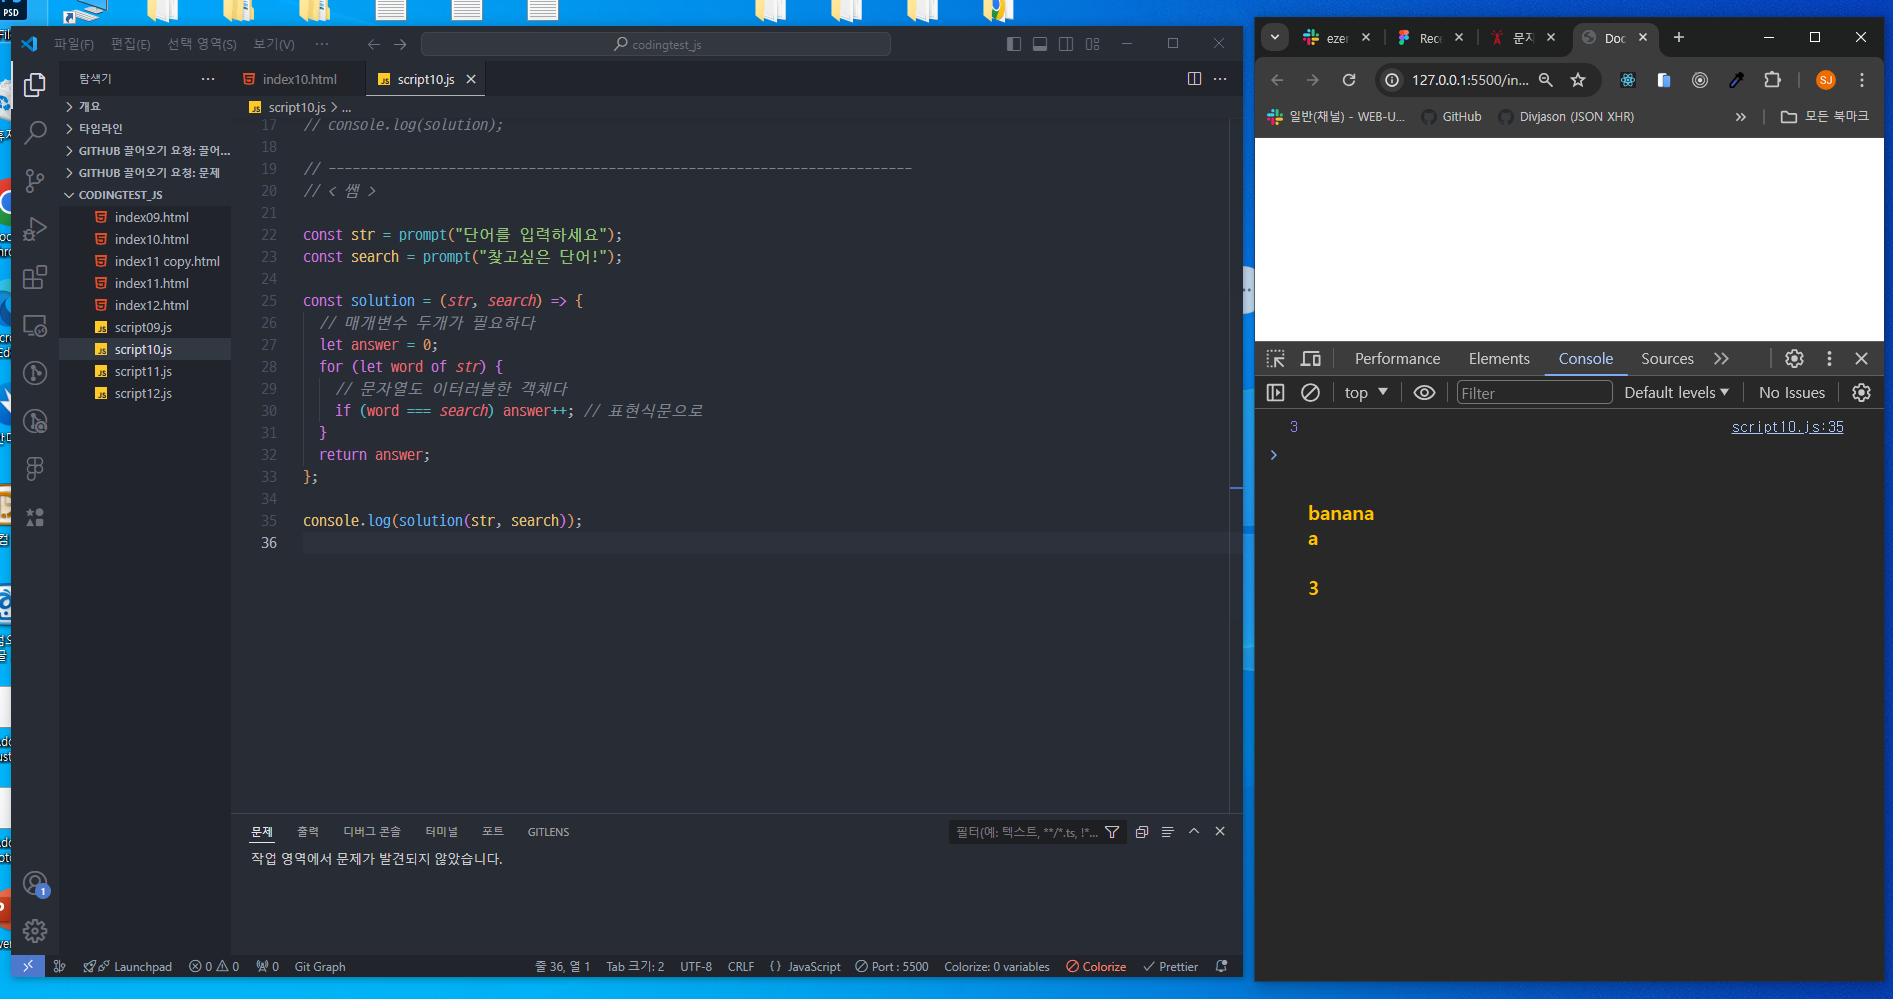 PSD
파일(F) 편집(E) 선택 영역(S) 보기(V) ···
codingtest_js
탐색기 ···
index10.html
script10.js
script10.js > ...
개요
타임라인
GITHUB 끌어오기 요청: 끌어...
GITHUB 끌어오기 요청: 문제
CODINGTEST_JS
index09.html
index10.html
index11 copy.html
index11.html
index12.html
script09.js
script10.js
script11.js
script12.js
17 // console.log(solution);
18
19 // -------------------------------------------------------------------------
20 // < 쌤 >
21
22 const str = prompt("단어를 입력하세요");
23 const search = prompt("찾고싶은 단어!");
24
25 const solution = (str, search) => {
26 // 매개변수 두개가 필요하다
27 let answer = 0;
28 for (let word of str) {
29 // 문자열도 이터러블한 객체다
30 if (word === search) answer++; // 표현식문으로
31 }
32 return answer;
33 };
34
35 console.log(solution(str, search));
36
문제 출력 디버그 콘솔 터미널 포트 GITLENS
필터(예: 텍스트, **/*.ts, !*...
작업 영역에서 문제가 발견되지 않았습니다.
1
Launchpad 0 0 0 Git Graph
줄 36, 열 1 Tab 크기: 2 UTF-8 CRLF {} JavaScript Port : 5500 Colorize: 0 variables Colorize Prettier
ezer Rec 문자 Doc
127.0.0.1:5500/in...
SJ
일반(채널) - WEB-U... GitHub Divjason (JSON XHR) » 모든 북마크
Performance Elements Console Sources
top Filter Default levels No Issues
3 script10.js:35
banana
a
3